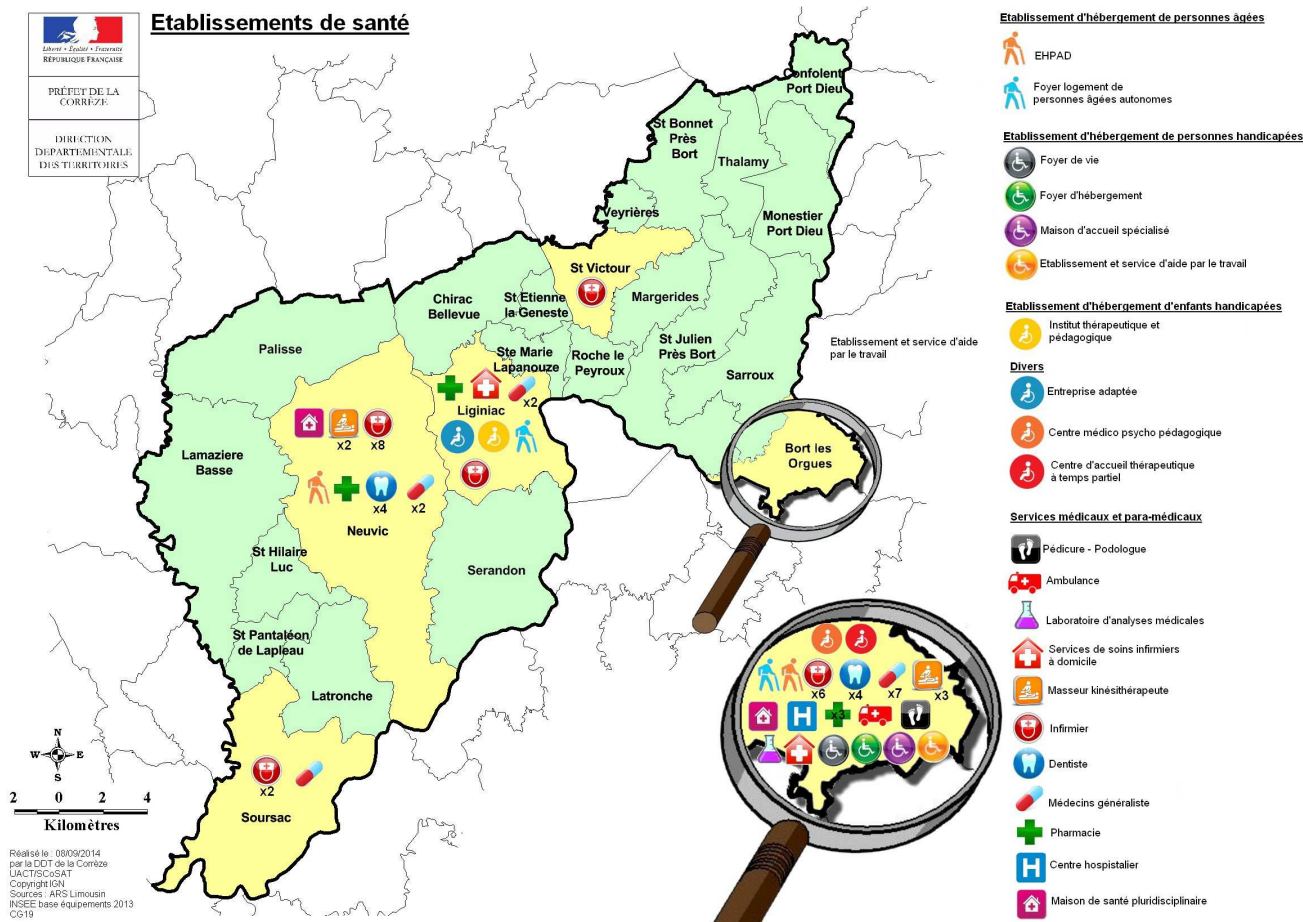 Etablissements de santé
Liberté • Égalité • Fraternité
RÉPUBLIQUE FRANÇAISE
PRÉFET DE LA
CORRÈZE
DIRECTION
DEPARTEMENTALE
DES TERRITOIRES
Confolent
Port Dieu
St Bonnet
Près
Bort
Thalamy
Veyrières
Monestier
Port Dieu
St Victour
Margerides
Chirac
Bellevue
St Etienne
la Geneste
Palisse
Ste Marie
Lapanouze
Roche le
Peyroux
St Julien
Près Bort
Sarroux
Etablissement et service d'aide
par le travail
x2
Liginiac
x2
x8
Lamaziere
Basse
Bort les
Orgues
x4
x2
Neuvic
St Hilaire
Luc
Serandon
St Pantaléon
de Lapleau
Latronche
x2
Soursac
x6
x4
x7
x3
x3
H
N
W
E
S
2 0 2 4
Kilomètres
Réalisé le : 08/09/2014
par la DDT de la Corrèze
UACT/SCoSAT
Copyright IGN
Sources : ARS Limousin
INSEE base équipements 2013
CG19
Etablissement d'hébergement de personnes âgées
EHPAD
Foyer logement de
personnes âgées autonomes
Etablissement d'hébergement de personnes handicapées
Foyer de vie
Foyer d'hébergement
Maison d'accueil spécialisé
Etablissement et service d'aide par le travail
Etablissement d'hébergement d'enfants handicapées
Institut thérapeutique et
pédagogique
Divers
Entreprise adaptée
Centre médico psycho pédagogique
Centre d'accueil thérapeutique
à temps partiel
Services médicaux et para-médicaux
Pédicure - Podologue
Ambulance
Laboratoire d'analyses médicales
Services de soins infirmiers
à domicile
Masseur kinésithérapeute
Infirmier
Dentiste
Médecins généraliste
Pharmacie
H
Centre hospitalier
Maison de santé pluridisciplinaire